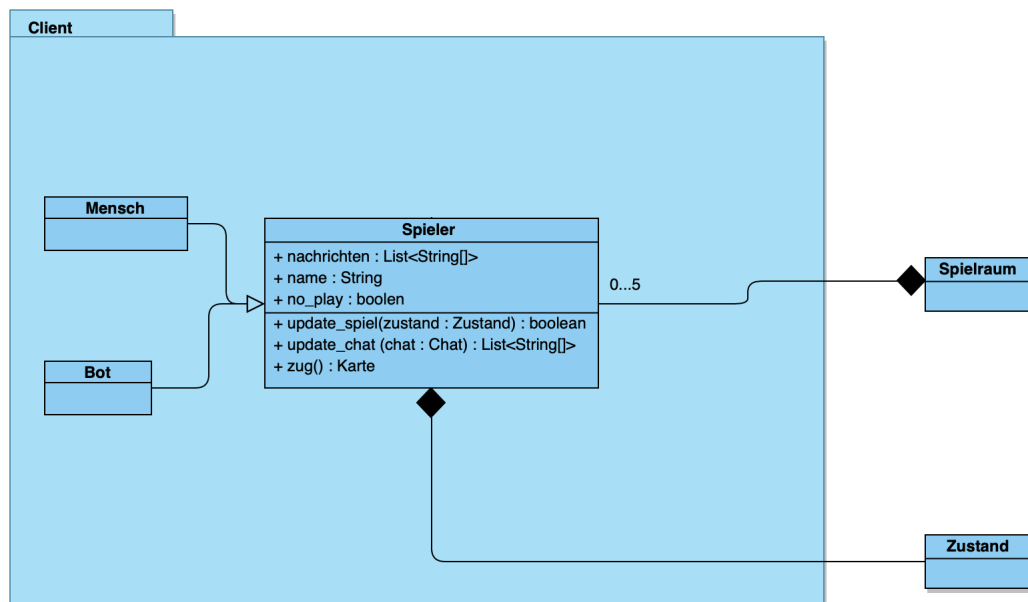 Client
Mensch
Bot
Spieler
+ nachrichten : List<String[]>
+ name : String
+ no_play : boolen
+ update_spiel(zustand : Zustand) : boolean
+ update_chat (chat : Chat) : List<String[]>
+ zug() : Karte
0...5
Spielraum
Zustand